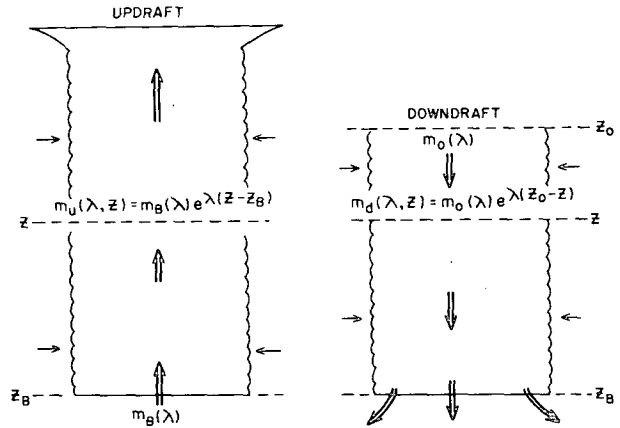 UPDRAFT
DOWNDRAFT
z₀
m₀(λ)
mᵤ(λ,z)=m_B(λ)e^λ(z-z_B)
m_d(λ,z)=m₀(λ)e^λ(z₀-z)
z
z
z_B
m_B(λ)
z_B